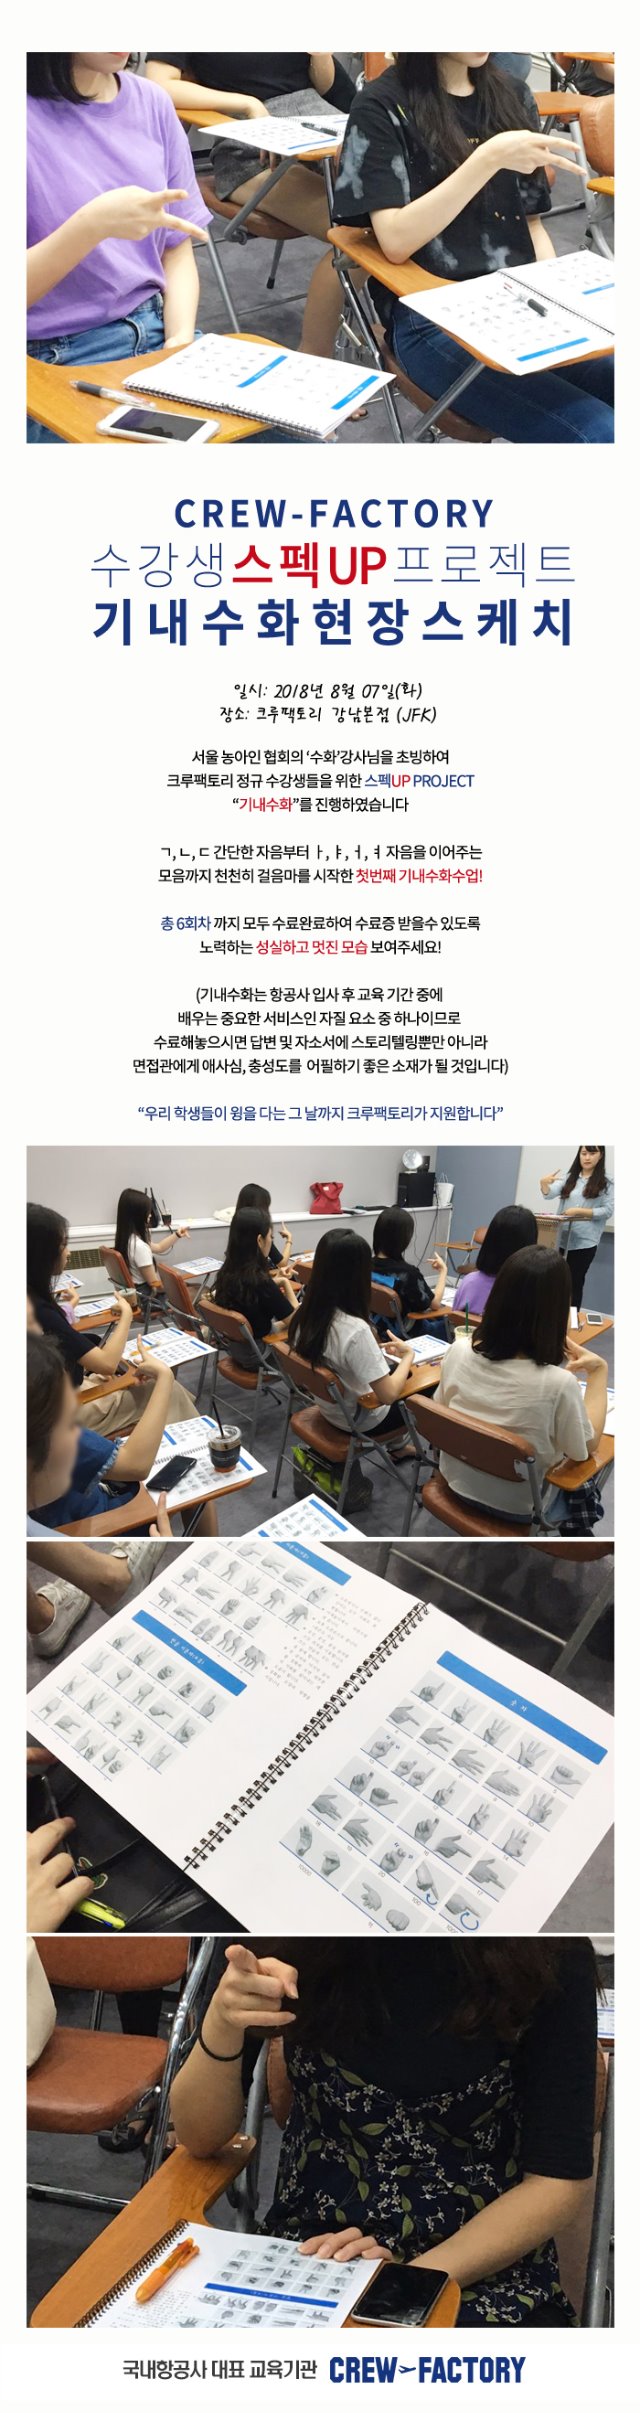 CREW-FACTORY
수강생스펙UP프로젝트
기내수화현장스케치
일시: 2018년 8월 07일(화)
장소: 크루팩토리 강남본점 (JFK)
서울 농아인 협회의 ‘수화’강사님을 초빙하여
크루팩토리 정규 수강생들을 위한 스펙UP PROJECT
“기내수화”를 진행하였습니다
ㄱ, ㄴ, ㄷ 간단한 자음부터 ㅏ, ㅑ, ㅓ, ㅕ 자음을 이어주는
모음까지 천천히 걸음마를 시작한 첫번째 기내수화수업!
총 6회차 까지 모두 수료완료하여 수료증 받을수 있도록
노력하는 성실하고 멋진 모습 보여주세요!
(기내수화는 항공사 입사 후 교육 기간 중에
배우는 중요한 서비스인 자질 요소 중 하나이므로
수료해놓으시면 답변 및 자소서에 스토리텔링뿐만 아니라
면접관에게 애사심, 충성도를 어필하기 좋은 소재가 될 것입니다)
“우리 학생들이 윙을 다는 그 날까지 크루팩토리가 지원합니다”
숫자
국내항공사 대표 교육기관 CREW-FACTORY